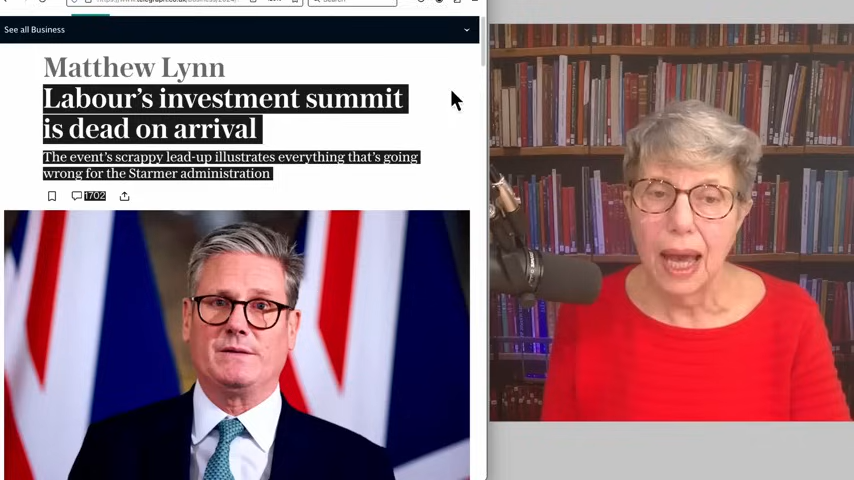 See all Business
Matthew Lynn
Labour's investment summit
is dead on arrival
The event's scrappy lead-up illustrates everything that's going
wrong for the Starmer administration
1702